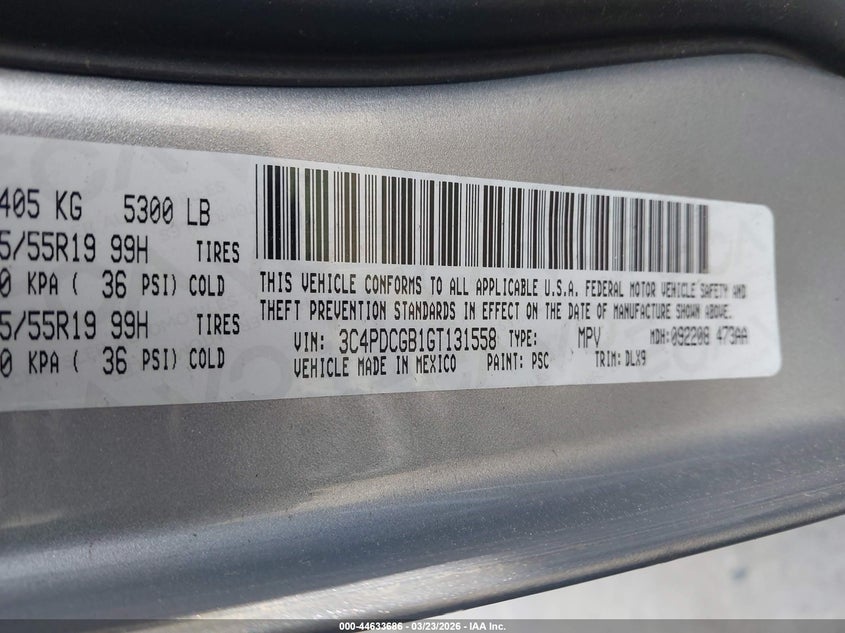 405 KG 5300 LB
5/55R19 99H TIRES
0 KPA ( 36 PSI) COLD
5/55R19 99H TIRES
0 KPA ( 36 PSI) COLD
THIS VEHICLE CONFORMS TO ALL APPLICABLE U.S.A. FEDERAL MOTOR VEHICLE SAFETY AND
THEFT PREVENTION STANDARDS IN EFFECT ON THE DATE OF MANUFACTURE SHOWN ABOVE.
VIN: 3C4PDCGB1GT131558 TYPE: MPV MDH: 092208 473AA
VEHICLE MADE IN MEXICO PAINT: PSC TRIM: DLX9
000-44633686 - 03/23/2026 - IAA Inc.